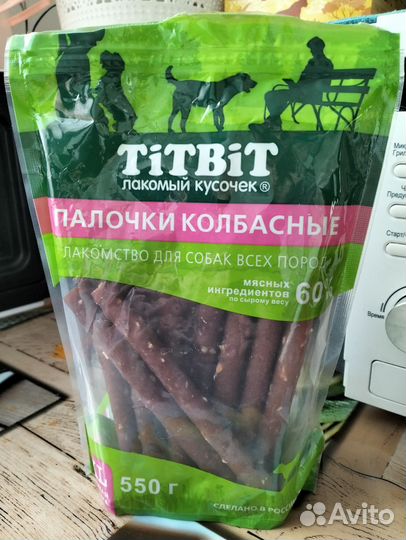 TiTBiT
лакомый кусочек®
ПАЛОЧКИ КОЛБАСНЫЕ
ЛАКОМСТВО ДЛЯ СОБАК ВСЕХ ПОРОД
МЯСНЫХ
ИНГРЕДИЕНТОВ 60%
по сырому весу
550 г
СДЕЛАНО В
Avito